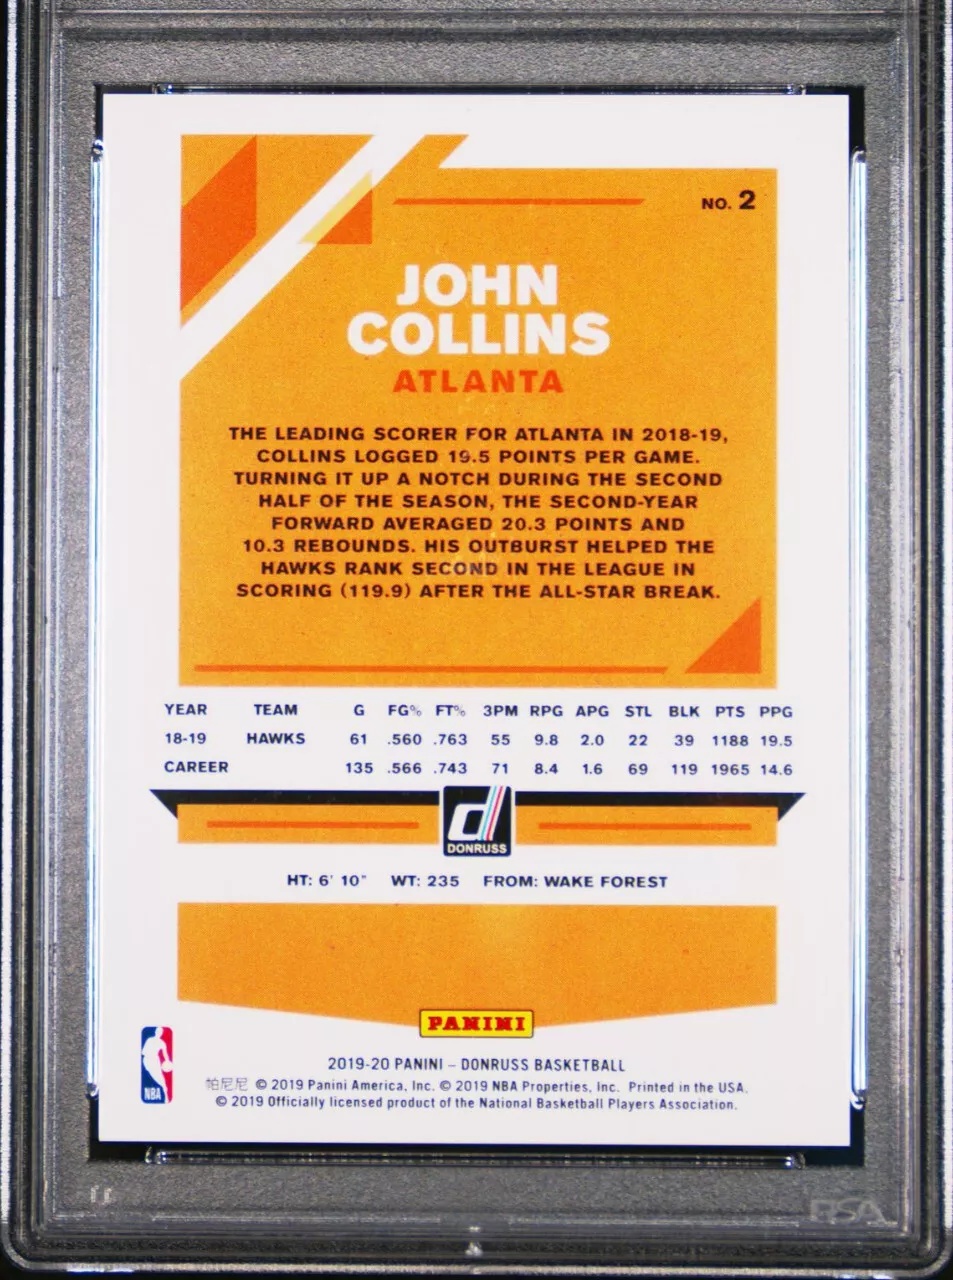 NO. 2
JOHN
COLLINS
ATLANTA
THE LEADING SCORER FOR ATLANTA IN 2018-19,
COLLINS LOGGED 19.5 POINTS PER GAME.
TURNING IT UP A NOTCH DURING THE SECOND
HALF OF THE SEASON, THE SECOND-YEAR
FORWARD AVERAGED 20.3 POINTS AND
10.3 REBOUNDS. HIS OUTBURST HELPED THE
HAWKS RANK SECOND IN THE LEAGUE IN
SCORING (119.9) AFTER THE ALL-STAR BREAK.
YEAR TEAM G FG% FT% 3PM RPG APG STL BLK PTS PPG
18-19 HAWKS 61 .560 .763 55 9.8 2.0 22 39 1188 19.5
CAREER 135 .566 .743 71 8.4 1.6 69 119 1965 14.6
d
DONRUSS
HT: 6' 10" WT: 235 FROM: WAKE FOREST
PANINI
NBA
2019-20 PANINI – DONRUSS BASKETBALL
帕尼尼 © 2019 Panini America, Inc. © 2019 NBA Properties, Inc. Printed in the USA.
© 2019 Officially licensed product of the National Basketball Players Association.
PSA